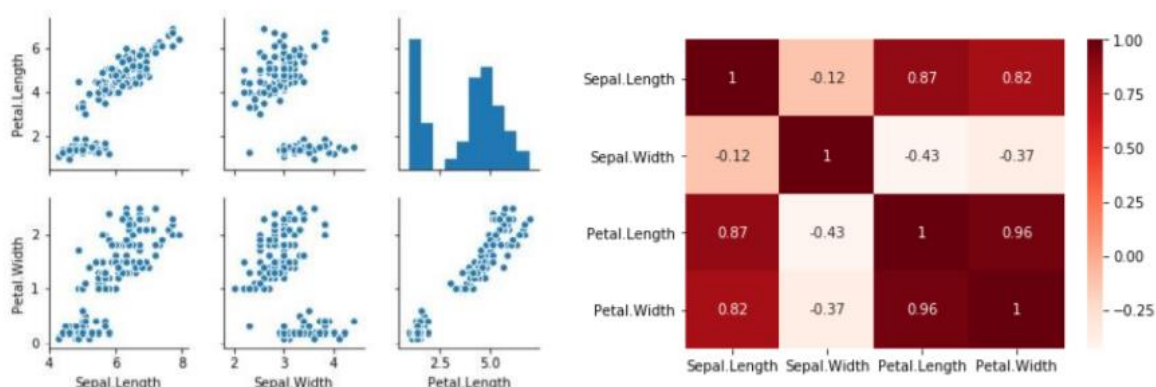 Petal.Length
6
4
2
Petal.Width
2
1
0
4 6 8
Sepal.Length
2 3 4
Sepal.Width
2.5 5.0
Petal.Length
Sepal.Length 1 -0.12 0.87 0.82
Sepal.Width -0.12 1 -0.43 -0.37
Petal.Length 0.87 -0.43 1 0.96
Petal.Width 0.82 -0.37 0.96 1
Sepal.Length Sepal.Width Petal.Length Petal.Width
1.00
0.75
0.50
0.25
0.00
-0.25